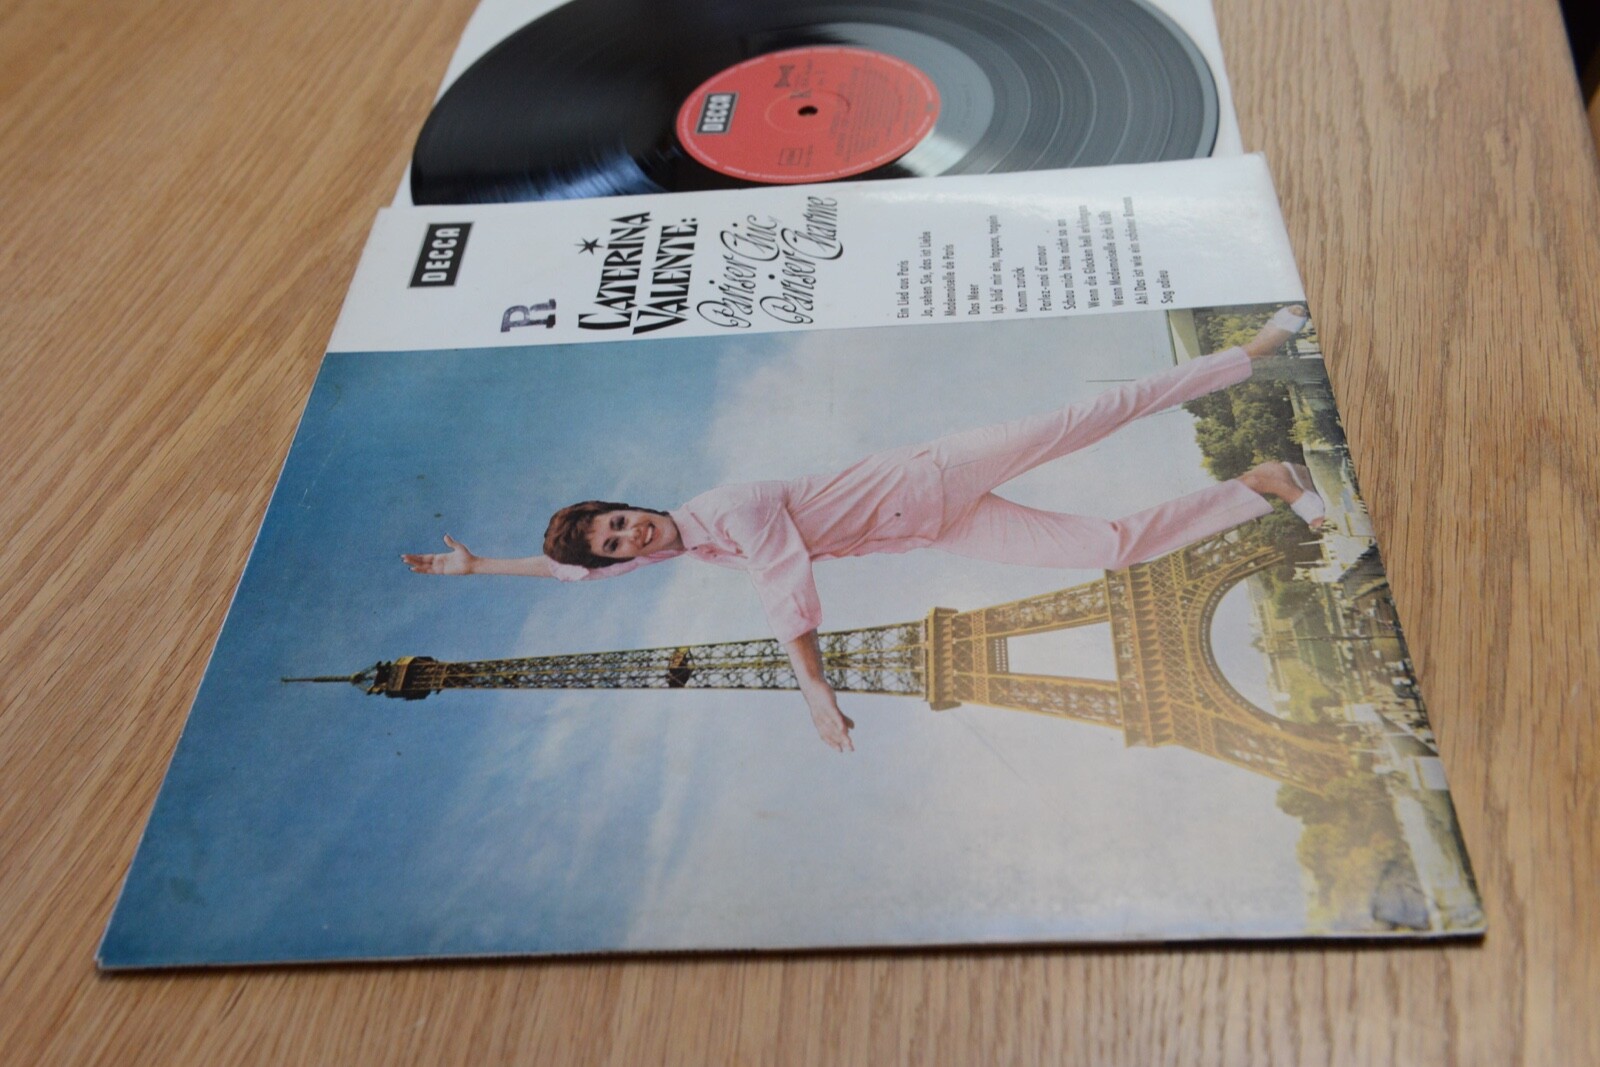 DECCA
DECCA
R
CATERINA
VALENTE:
Pariser Chic
Pariser Charme
Ein Lied aus Paris
Ja, sehen Sie, das ist Liebe
Mademoiselle de Paris
Das Meer
Ich bild' mir ein, tagaus, tagein
Komm zurück
Parlez-moi d'amour
Schau mich bitte nicht so an
Wenn die Glocken hell erklingen
Wenn Mademoiselle dich küßt
Ah! Das ist wie ein schöner Roman
Sag adieu